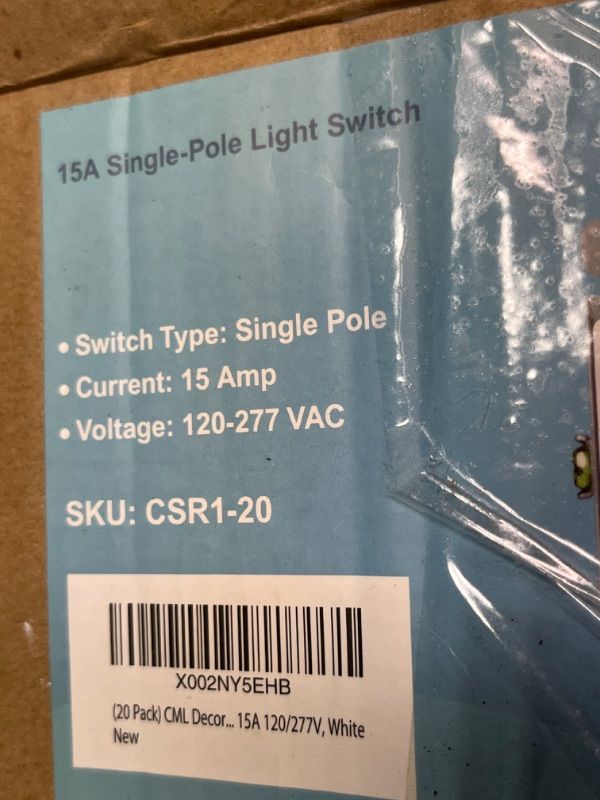 15A Single-Pole Light Switch
• Switch Type: Single Pole
• Current: 15 Amp
• Voltage: 120-277 VAC
SKU: CSR1-20
X002NY5EHB
(20 Pack) CML Decor... 15A 120/277V, White
New